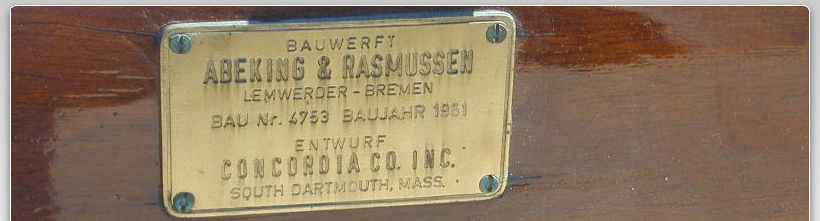 BAUWERFT
ABEKING & RASMUSSEN
LEMWERDER - BREMEN
BAU Nr. 4753 BAUJAHR 1951
ENTWURF
CONCORDIA CO. INC.
SOUTH DARTMOUTH, MASS.